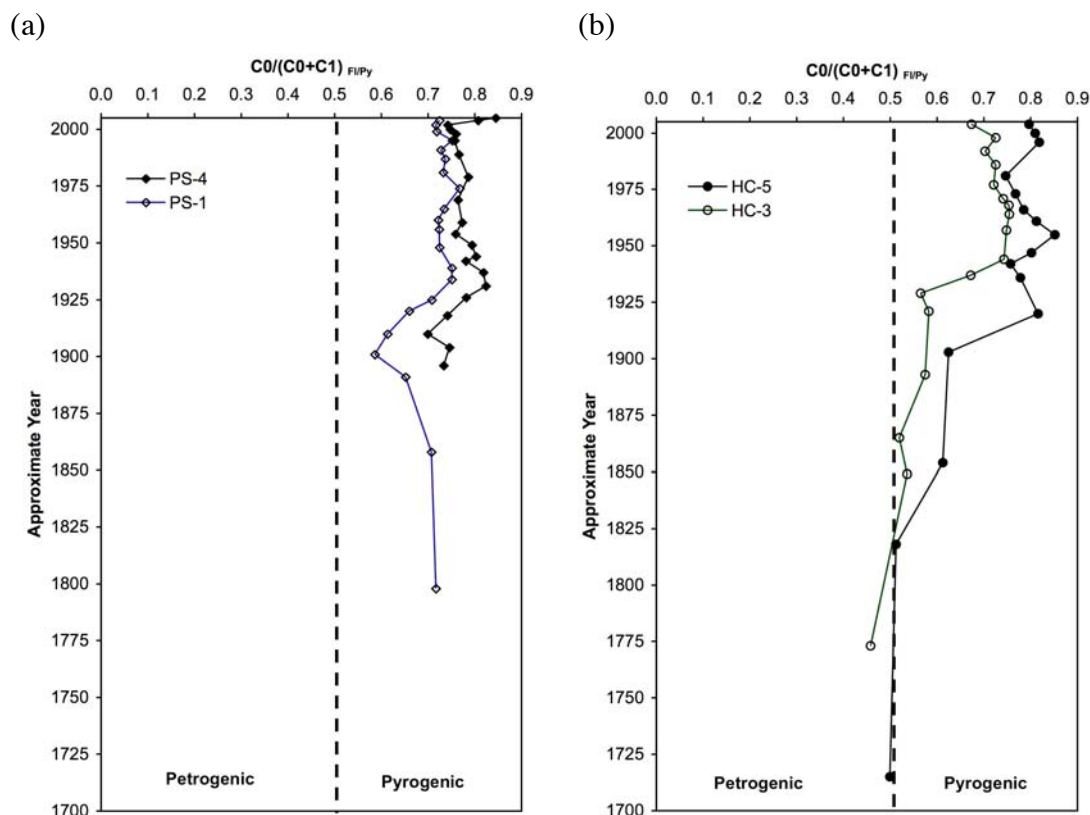 (a)
C0/(C0+C1) Fl/Py
0.0 0.1 0.2 0.3 0.4 0.5 0.6 0.7 0.8 0.9
2000
1975
1950
1925
1900
1875
1850
1825
1800
1775
1750
1725
1700
Approximate Year
PS-4
PS-1
Petrogenic
Pyrogenic
(b)
C0/(C0+C1) Fl/Py
0.0 0.1 0.2 0.3 0.4 0.5 0.6 0.7 0.8 0.9
2000
1975
1950
1925
1900
1875
1850
1825
1800
1775
1750
1725
1700
Approximate Year
HC-5
HC-3
Petrogenic
Pyrogenic